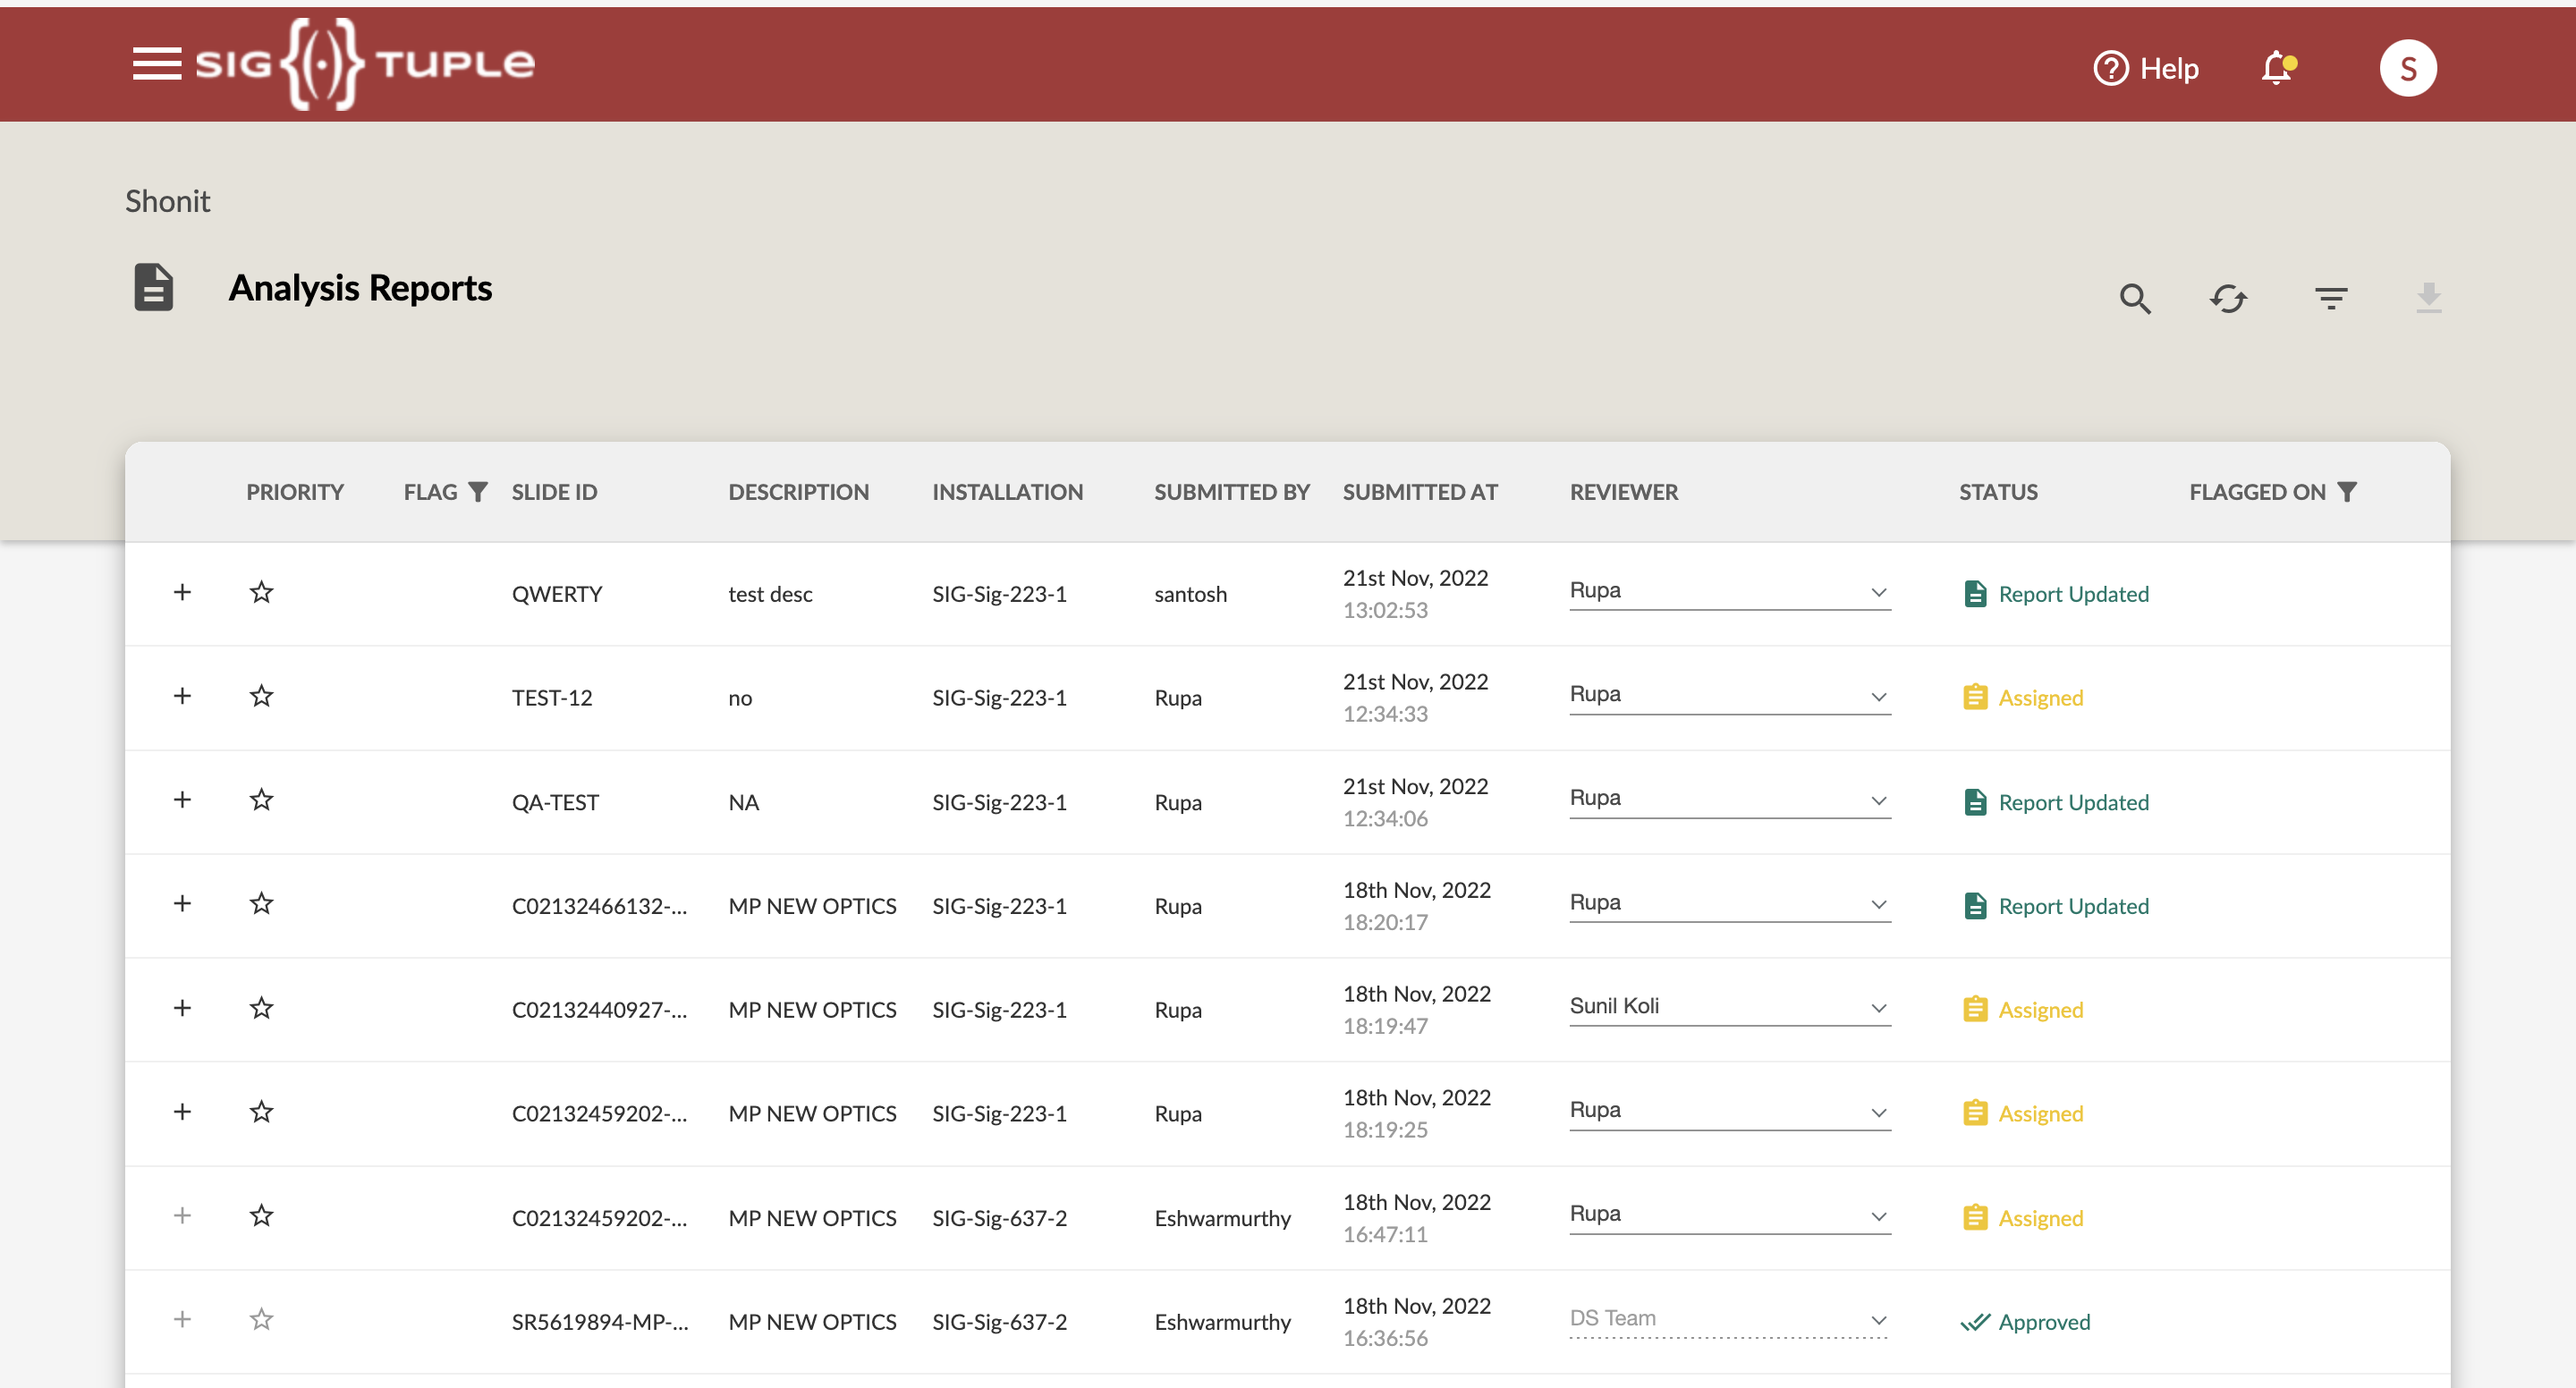 SIG{(·)}TUPLE
Help
S
Shonit
Analysis Reports
PRIORITY FLAG SLIDE ID DESCRIPTION INSTALLATION SUBMITTED BY SUBMITTED AT REVIEWER STATUS FLAGGED ON
QWERTY test desc SIG-Sig-223-1 santosh 21st Nov, 2022 13:02:53 Rupa Report Updated
TEST-12 no SIG-Sig-223-1 Rupa 21st Nov, 2022 12:34:33 Rupa Assigned
QA-TEST NA SIG-Sig-223-1 Rupa 21st Nov, 2022 12:34:06 Rupa Report Updated
C02132466132-... MP NEW OPTICS SIG-Sig-223-1 Rupa 18th Nov, 2022 18:20:17 Rupa Report Updated
C02132440927-... MP NEW OPTICS SIG-Sig-223-1 Rupa 18th Nov, 2022 18:19:47 Sunil Koli Assigned
C02132459202-... MP NEW OPTICS SIG-Sig-223-1 Rupa 18th Nov, 2022 18:19:25 Rupa Assigned
C02132459202-... MP NEW OPTICS SIG-Sig-637-2 Eshwarmurthy 18th Nov, 2022 16:47:11 Rupa Assigned
SR5619894-MP-... MP NEW OPTICS SIG-Sig-637-2 Eshwarmurthy 18th Nov, 2022 16:36:56 DS Team Approved